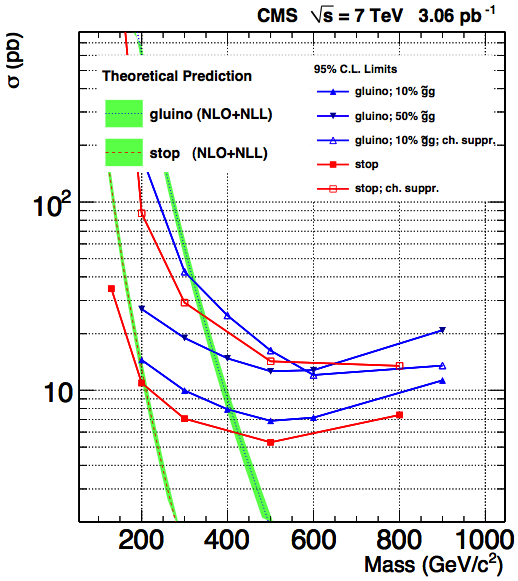 CMS √s = 7 TeV 3.06 pb⁻¹
σ (pb)
Theoretical Prediction
gluino (NLO+NLL)
stop (NLO+NLL)
95% C.L. Limits
gluino; 10% g̃g
gluino; 50% g̃g
gluino; 10% g̃g; ch. suppr.
stop
stop; ch. suppr.
10²
10
200 400 600 800 1000
Mass (GeV/c²)